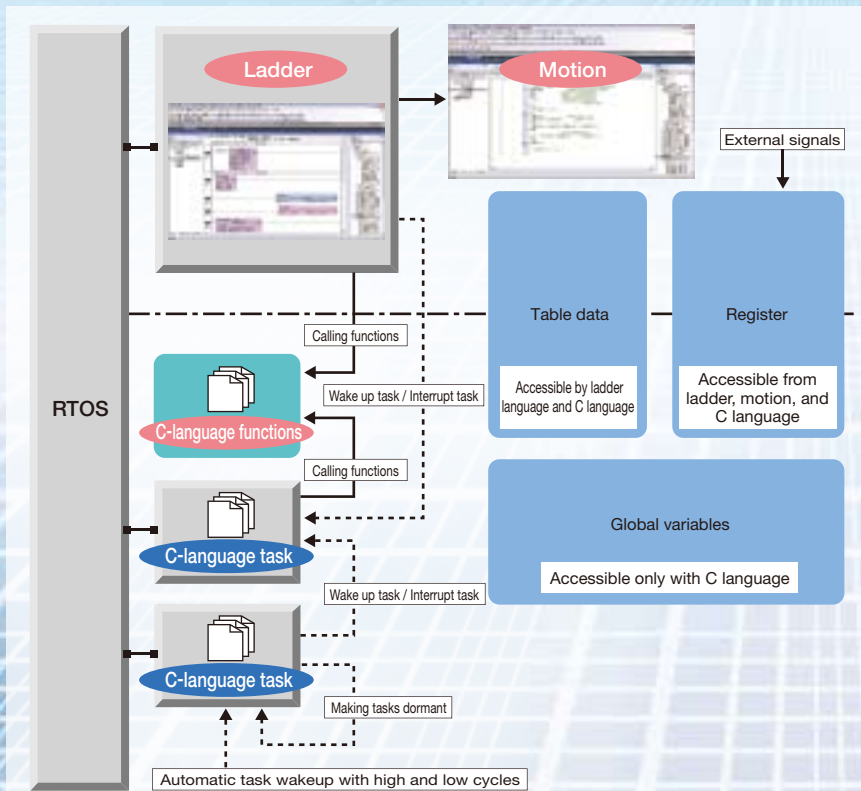 Ladder
Motion
External signals
RTOS
Calling functions
Wake up task / Interrupt task
C-language functions
Calling functions
C-language task
Wake up task / Interrupt task
C-language task
Making tasks dormant
Automatic task wakeup with high and low cycles
Table data
Accessible by ladder
language and C language
Register
Accessible from
ladder, motion, and
C language
Global variables
Accessible only with C language